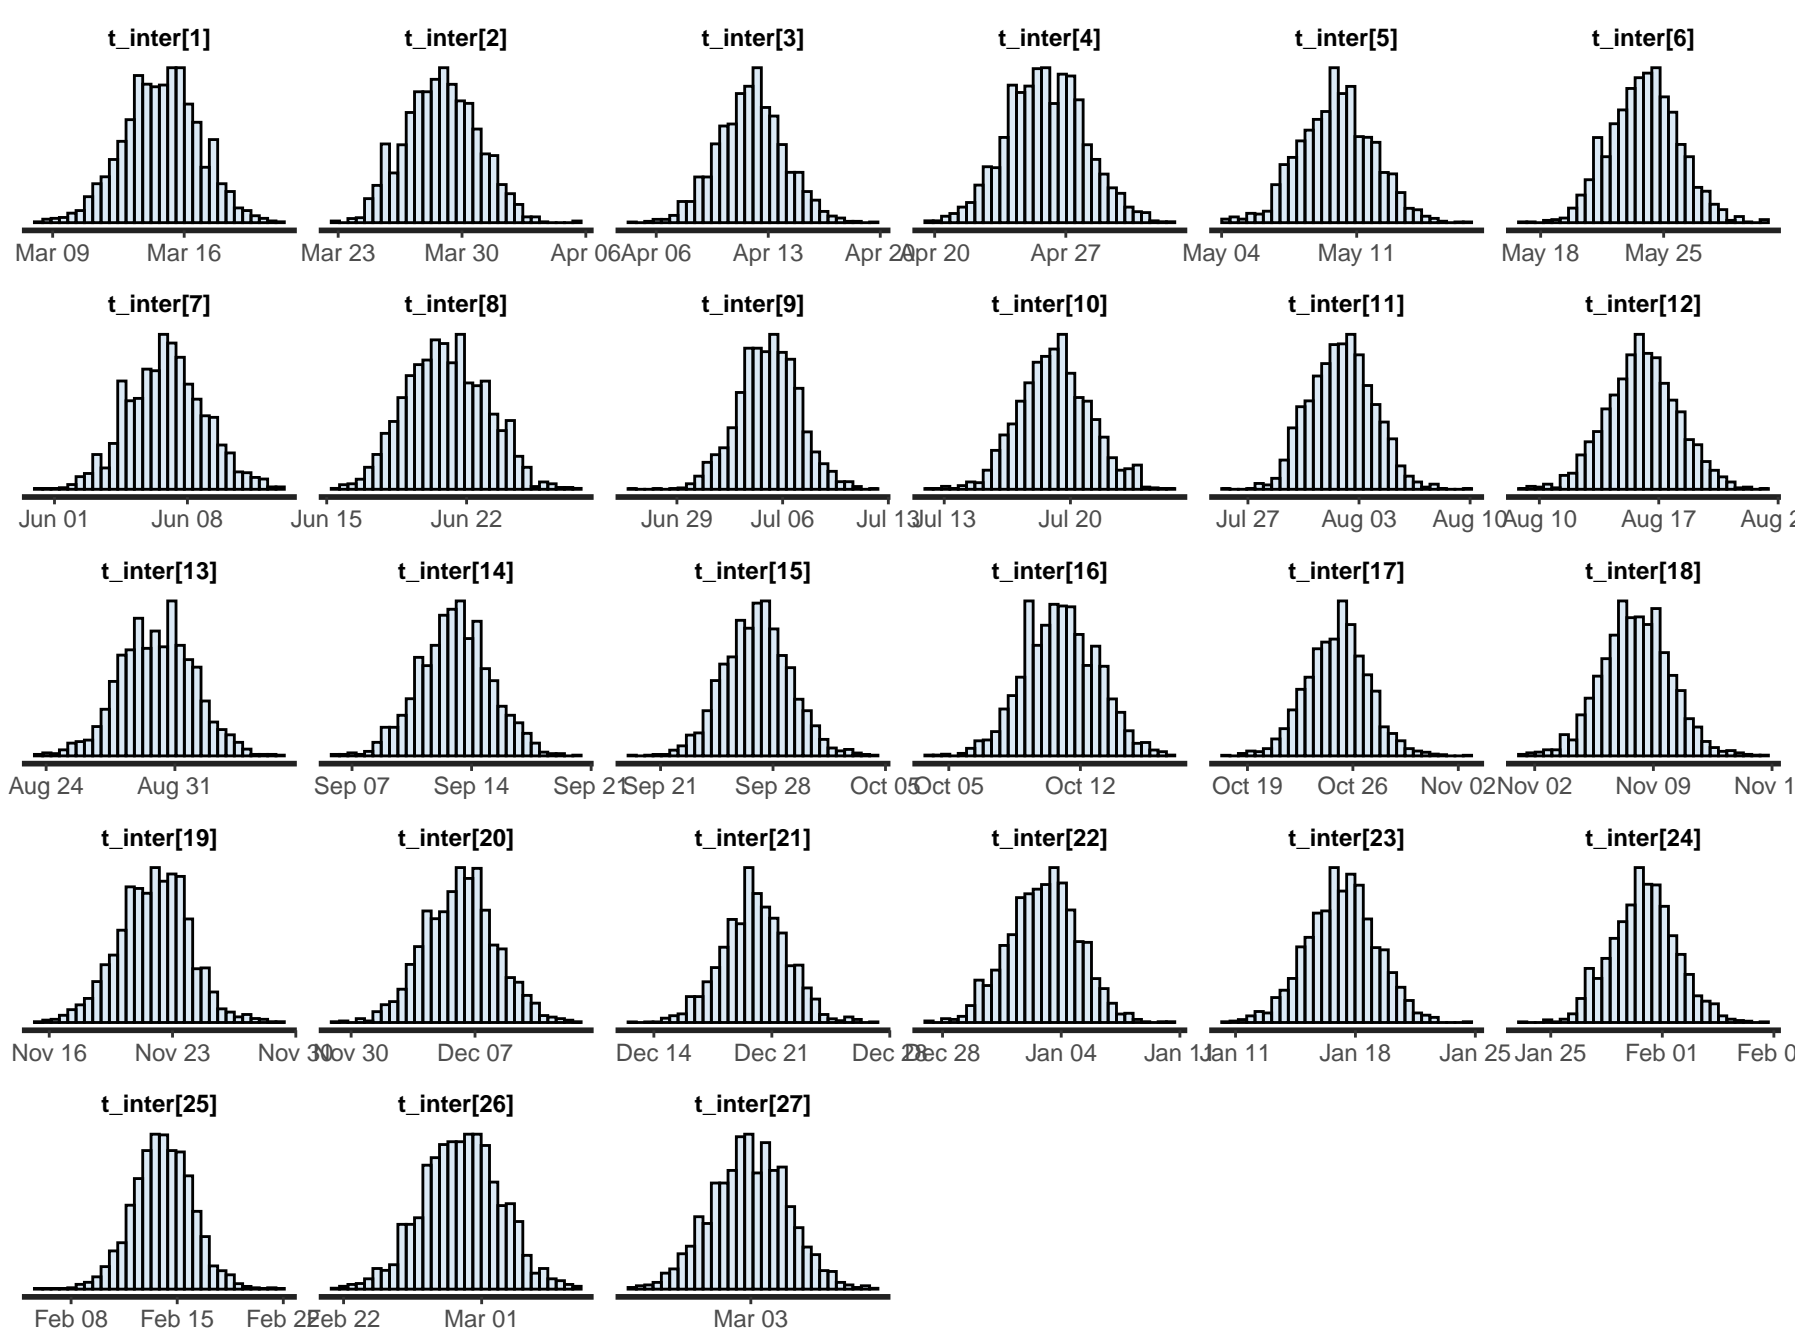 t_inter[1] t_inter[2] t_inter[3] t_inter[4] t_inter[5] t_inter[6]
Mar 09 Mar 16 Mar 23 Mar 30 Apr 06 Apr 06 Apr 13 Apr 20 Apr 20 Apr 27 May 04 May 11 May 18 May 25
t_inter[7] t_inter[8] t_inter[9] t_inter[10] t_inter[11] t_inter[12]
Jun 01 Jun 08 Jun 15 Jun 22 Jun 29 Jul 06 Jul 13 Jul 13 Jul 20 Jul 27 Aug 03 Aug 10 Aug 10 Aug 17 Aug
t_inter[13] t_inter[14] t_inter[15] t_inter[16] t_inter[17] t_inter[18]
Aug 24 Aug 31 Sep 07 Sep 14 Sep 21 Sep 21 Sep 28 Oct 05 Oct 05 Oct 12 Oct 19 Oct 26 Nov 02 Nov 02 Nov 09 Nov 1
t_inter[19] t_inter[20] t_inter[21] t_inter[22] t_inter[23] t_inter[24]
Nov 16 Nov 23 Nov 30 Nov 30 Dec 07 Dec 14 Dec 21 Dec 28 Dec 28 Jan 04 Jan 11 Jan 11 Jan 18 Jan 25 Jan 25 Feb 01 Feb 0
t_inter[25] t_inter[26] t_inter[27]
Feb 08 Feb 15 Feb 22 Feb 22 Mar 01 Mar 03